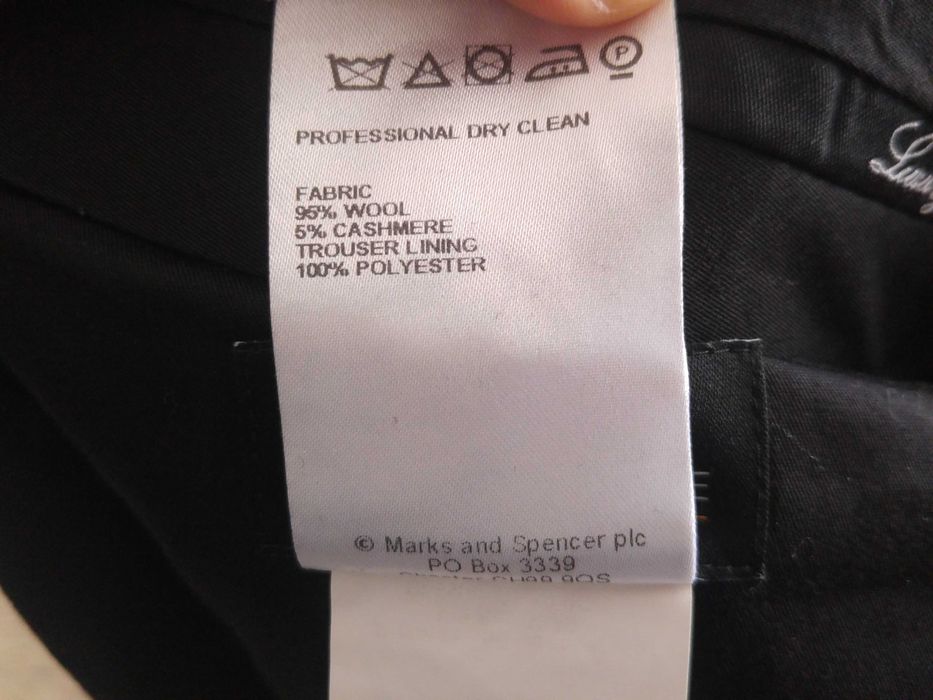 P
PROFESSIONAL DRY CLEAN
FABRIC
95% WOOL
5% CASHMERE
TROUSER LINING
100% POLYESTER
© Marks and Spencer plc
PO Box 3339